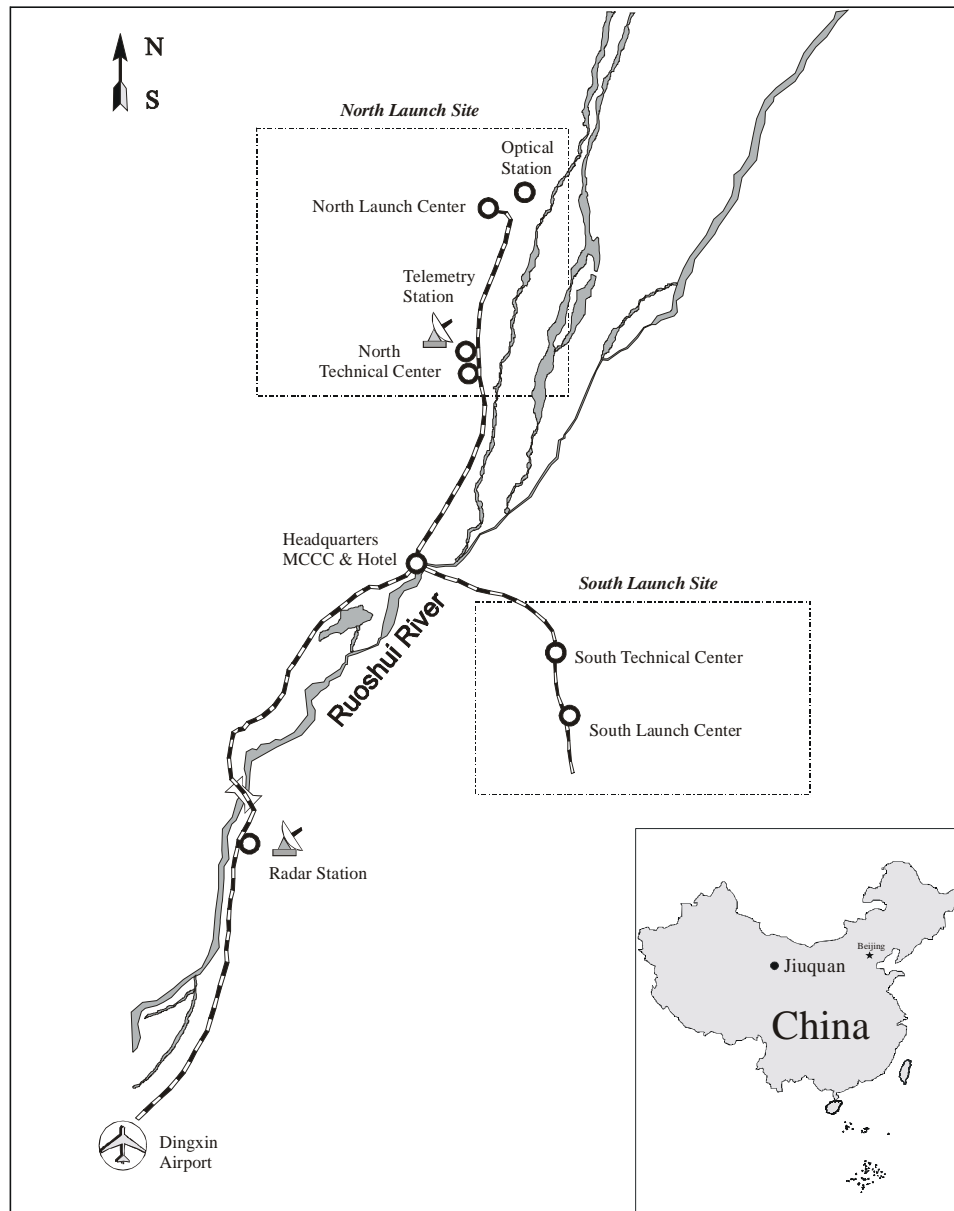 N
S
North Launch Site
Optical
Station
North Launch Center
Telemetry
Station
North
Technical Center
Headquarters
MCCC & Hotel
South Launch Site
Ruoshui River
South Technical Center
South Launch Center
Radar Station
Beijing
Jiuquan
China
Dingxin
Airport